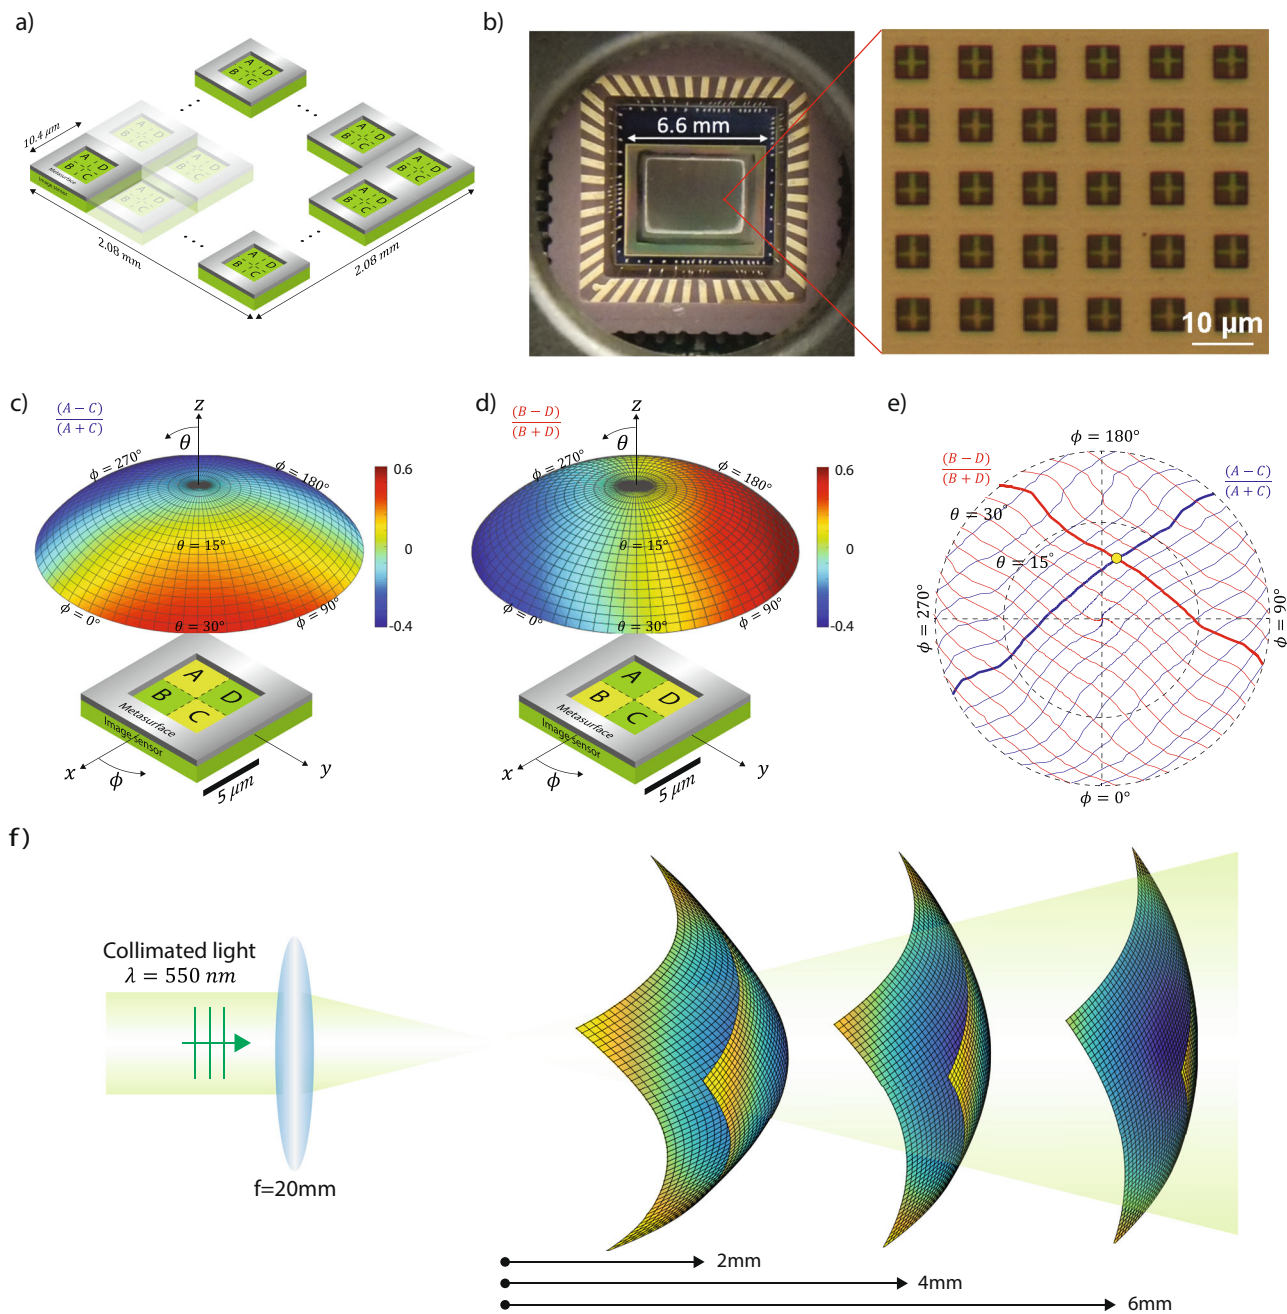 a)
A
D
B
C
10.4 μm
A
D
B
C
A
D
B
C
A
D
B
C
A
D
B
C
A
D
B
C
A
D
B
C
A
D
B
C
Metasurface
Image sensor
2.08 mm
2.08 mm
b)
6.6 mm
10 μm
c)
(A − C)
(A + C)
z
θ
ϕ = 270°
ϕ = 180°
θ = 15°
ϕ = 0°
θ = 30°
ϕ = 90°
0.6
0
-0.4
A
B
D
C
Metasurface
Image sensor
x
ϕ
y
5 μm
d)
(B − D)
(B + D)
z
θ
ϕ = 270°
ϕ = 180°
θ = 15°
ϕ = 0°
θ = 30°
ϕ = 90°
0.6
0
-0.4
A
B
D
C
Metasurface
Image sensor
x
ϕ
y
5 μm
e)
ϕ = 180°
(B − D)
(B + D)
(A − C)
(A + C)
θ = 30°
θ = 15°
ϕ = 270°
ϕ = 90°
ϕ = 0°
f)
Collimated light
λ = 550 nm
f=20mm
2mm
4mm
6mm